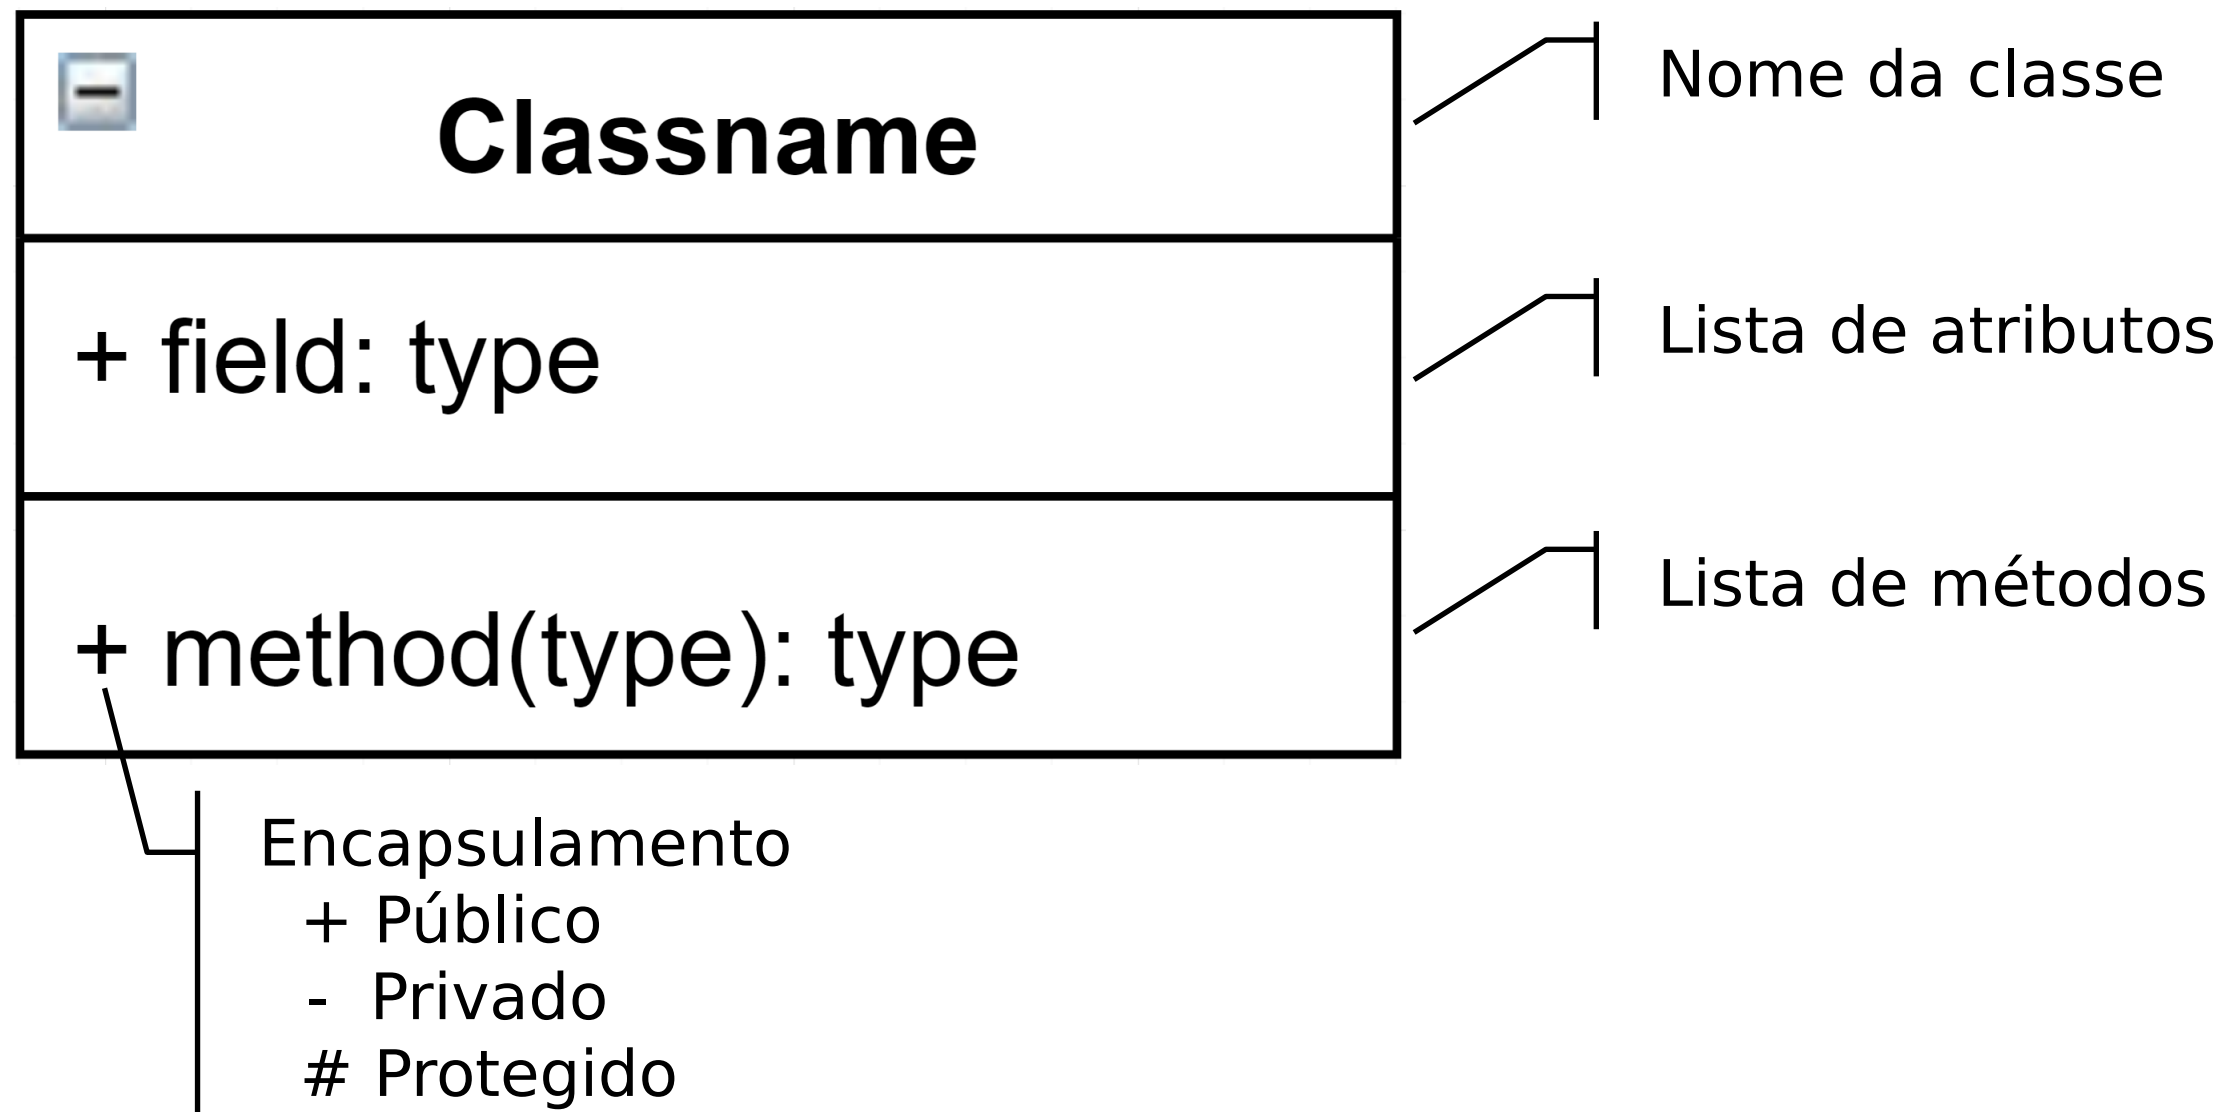 Classname
Nome da classe
+ field: type
Lista de atributos
+ method(type): type
Lista de métodos
Encapsulamento
+ Público
- Privado
# Protegido